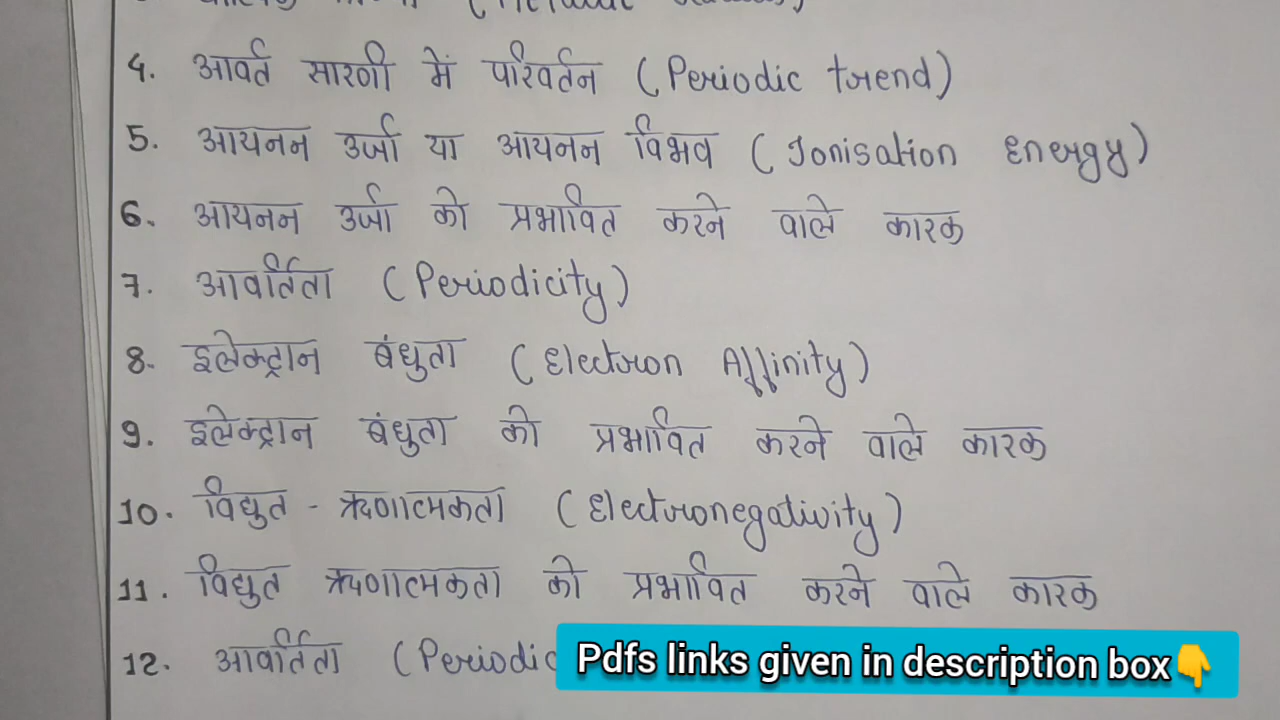 4. आवर्त सारणी में परिवर्तन (Periodic trend)
5. आयनन उर्जा या आयनन विभव (Ionisation Energy)
6. आयनन उर्जा को प्रभावित करने वाले कारक
7. आवर्तिता (Periodicity)
8. इलेक्ट्रान बंधुता (Electron Affinity)
9. इलेक्ट्रान बंधुता को प्रभावित करने वाले कारक
10. विद्युत - ऋणात्मकता (Electronegativity)
11. विद्युत ऋणात्मकता को प्रभावित करने वाले कारक
12. आवर्तिता (Periodic
Pdfs links given in description box👇